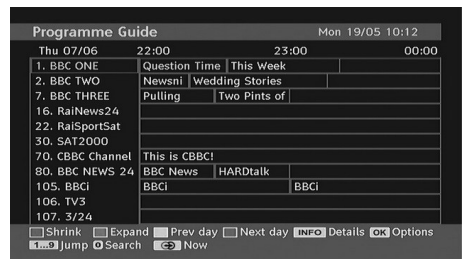 Programme Guide Mon 19/05 10:12
Thu 07/06 22:00 23:00 00:00
1. BBC ONE Question Time This Week
2. BBC TWO Newsni Wedding Stories
7. BBC THREE Pulling Two Pints of
16. RaiNews24
22. RaiSportSat
30. SAT2000
70. CBBC Channel This is CBBC!
80. BBC NEWS 24 BBC News HARDtalk
105. BBCi BBCi BBCi
106. TV3
107. 3/24
Shrink Expand Prev day Next day INFO Details OK Options
1...9 Jump 0 Search Now